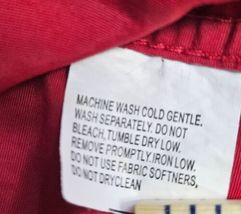 MACHINE WASH COLD GENTLE.
WASH SEPARATELY. DO NOT
BLEACH, TUMBLE DRY LOW.
REMOVE PROMPTLY.IRON LOW,
DO NOT USE FABRIC SOFTNERS,
DO NOT DRYCLEAN